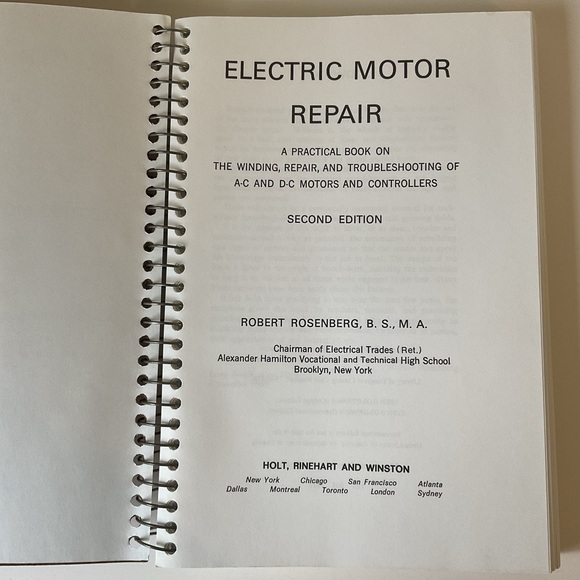 ELECTRIC MOTOR
REPAIR
A PRACTICAL BOOK ON
THE WINDING, REPAIR, AND TROUBLESHOOTING OF
A-C AND D-C MOTORS AND CONTROLLERS
SECOND EDITION
ROBERT ROSENBERG, B. S., M. A.
Chairman of Electrical Trades (Ret.)
Alexander Hamilton Vocational and Technical High School
Brooklyn, New York
HOLT, RINEHART AND WINSTON
New York Chicago San Francisco Atlanta
Dallas Montreal Toronto London Sydney